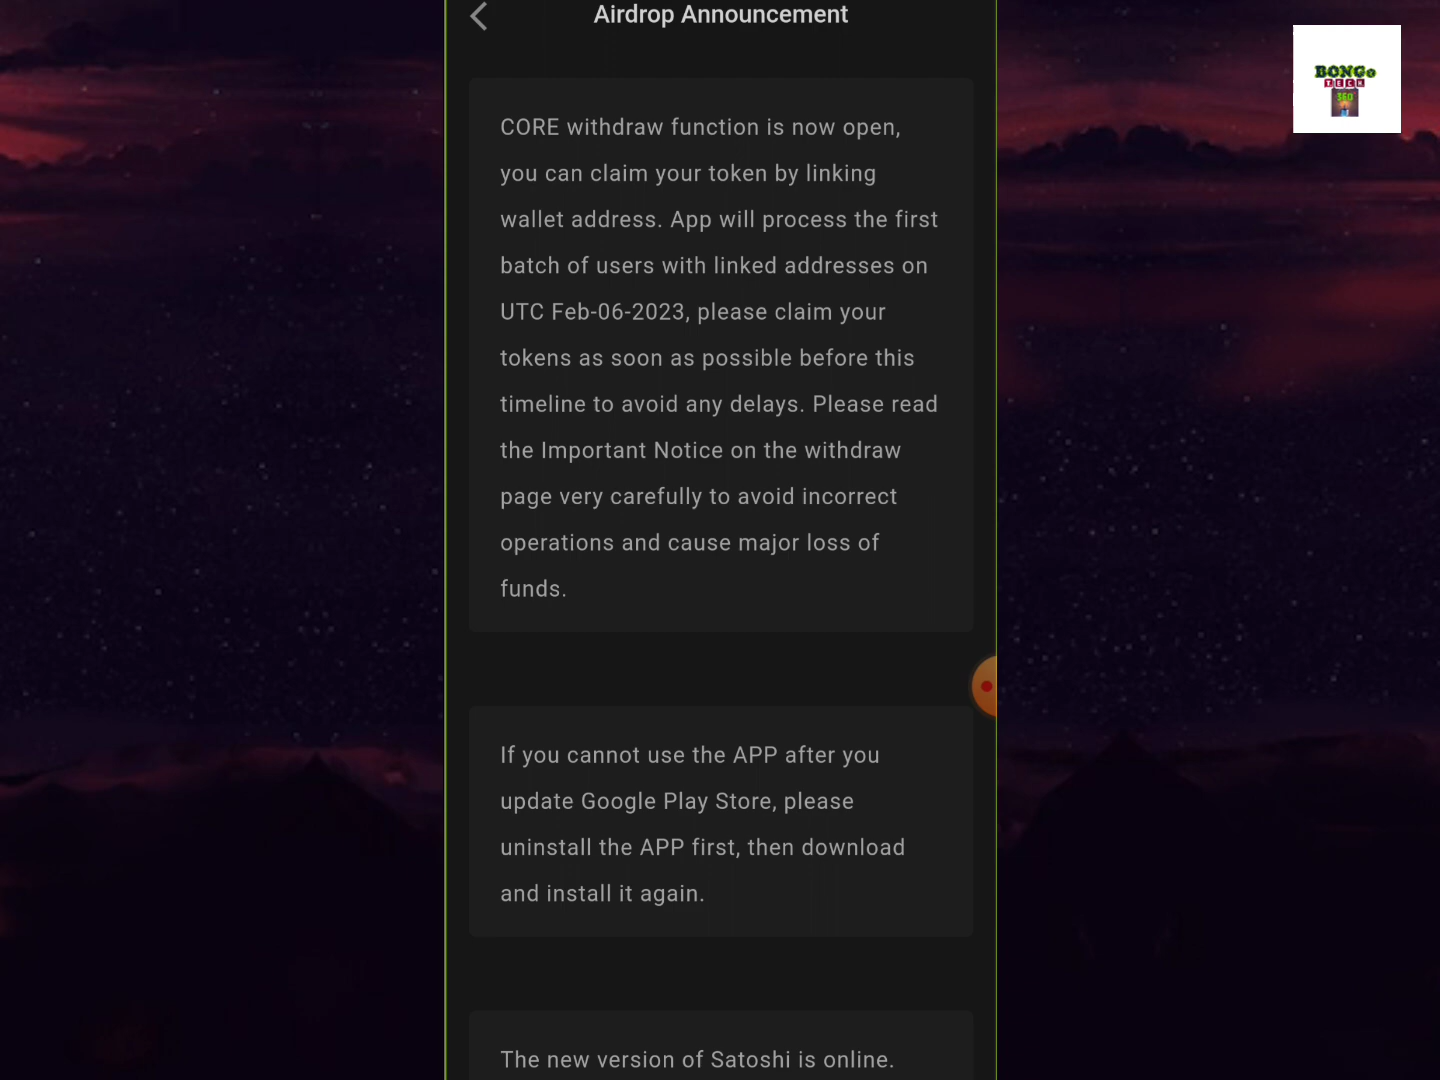 Airdrop Announcement
BONGo
TECK
360
CORE withdraw function is now open,
you can claim your token by linking
wallet address. App will process the first
batch of users with linked addresses on
UTC Feb-06-2023, please claim your
tokens as soon as possible before this
timeline to avoid any delays. Please read
the Important Notice on the withdraw
page very carefully to avoid incorrect
operations and cause major loss of
funds.
If you cannot use the APP after you
update Google Play Store, please
uninstall the APP first, then download
and install it again.
The new version of Satoshi is online.